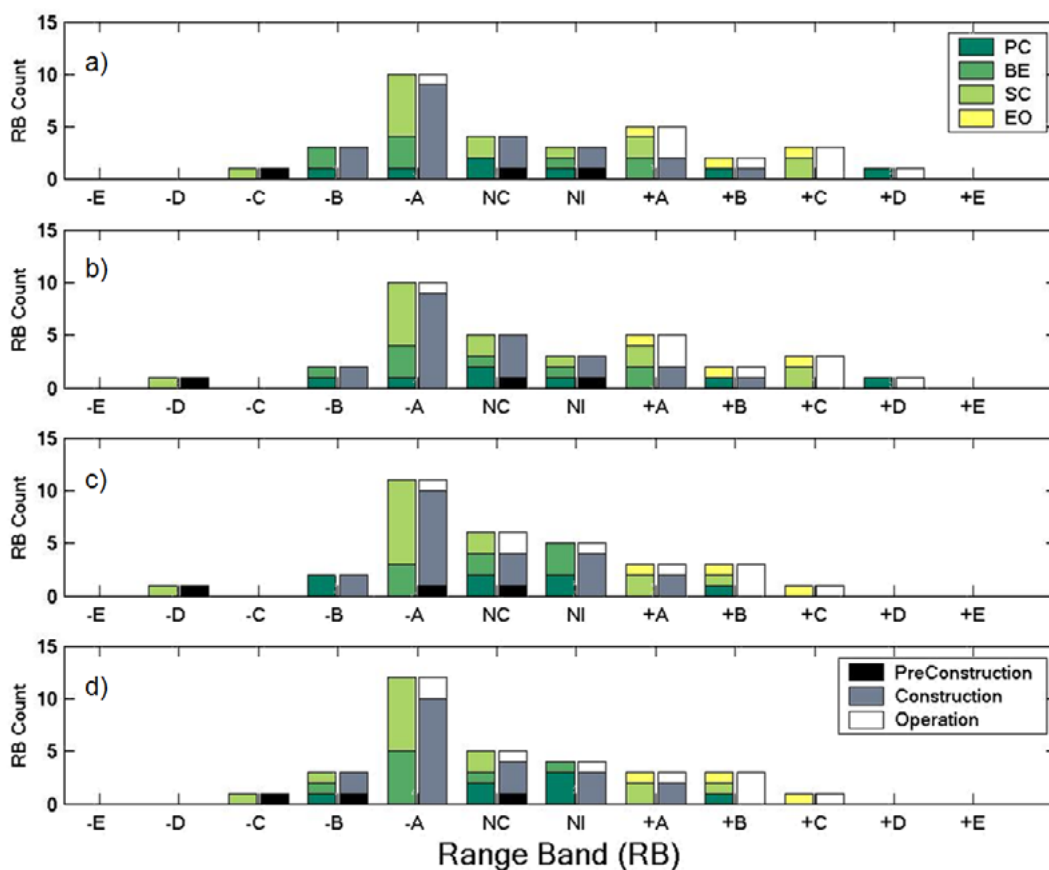 15
10
5
0
RB Count
a)
PC
BE
SC
EO
-E -D -C -B -A NC NI +A +B +C +D +E
15
10
5
0
RB Count
b)
-E -D -C -B -A NC NI +A +B +C +D +E
15
10
5
0
RB Count
c)
-E -D -C -B -A NC NI +A +B +C +D +E
15
10
5
0
RB Count
d)
PreConstruction
Construction
Operation
-E -D -C -B -A NC NI +A +B +C +D +E
Range Band (RB)